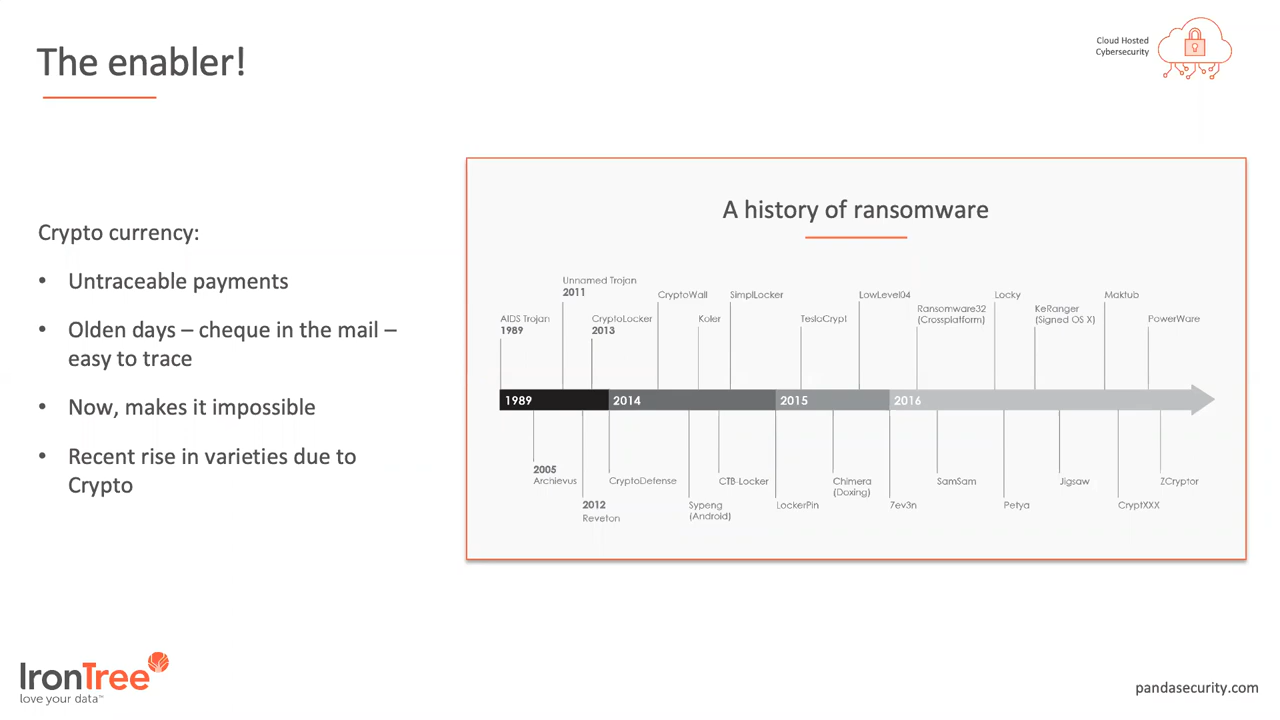 The enabler!
Cloud Hosted
Cybersecurity
Crypto currency:
• Untraceable payments
• Olden days – cheque in the mail –
easy to trace
• Now, makes it impossible
• Recent rise in varieties due to
Crypto
A history of ransomware
Unnamed Trojan
2011
CryptoWall
SimplLocker
LowLevel04
Locky
Maktub
AIDS Trojan
1989
CryptoLocker
2013
Koler
TeslaCrypt
Ransomware32
(Crossplatform)
KeRanger
(Signed OS X)
PowerWare
1989
2014
2015
2016
2005
Archievus
CryptoDefense
CTB-Locker
Chimera
(Doxing)
SamSam
Jigsaw
ZCryptor
2012
Reveton
Sypeng
(Android)
LockerPin
7ev3n
Petya
CryptXXX
IronTree
love your data™
pandasecurity.com